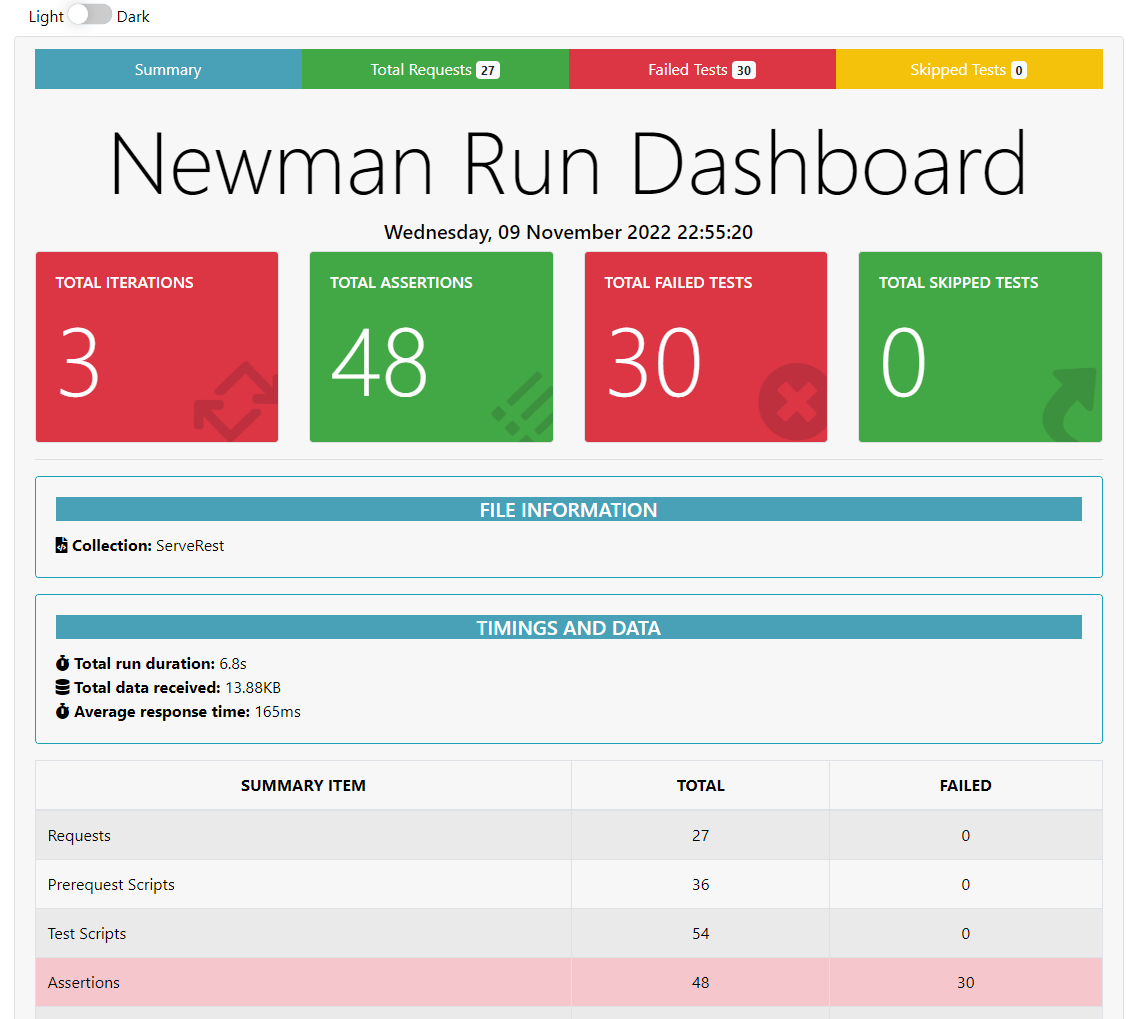 Light Dark
Summary Total Requests 27 Failed Tests 30 Skipped Tests 0
Newman Run Dashboard
Wednesday, 09 November 2022 22:55:20
TOTAL ITERATIONS TOTAL ASSERTIONS TOTAL FAILED TESTS TOTAL SKIPPED TESTS
3 48 30 0
FILE INFORMATION
Collection: ServeRest
TIMINGS AND DATA
Total run duration: 6.8s
Total data received: 13.88KB
Average response time: 165ms
SUMMARY ITEM TOTAL FAILED
Requests 27 0
Prerequest Scripts 36 0
Test Scripts 54 0
Assertions 48 30